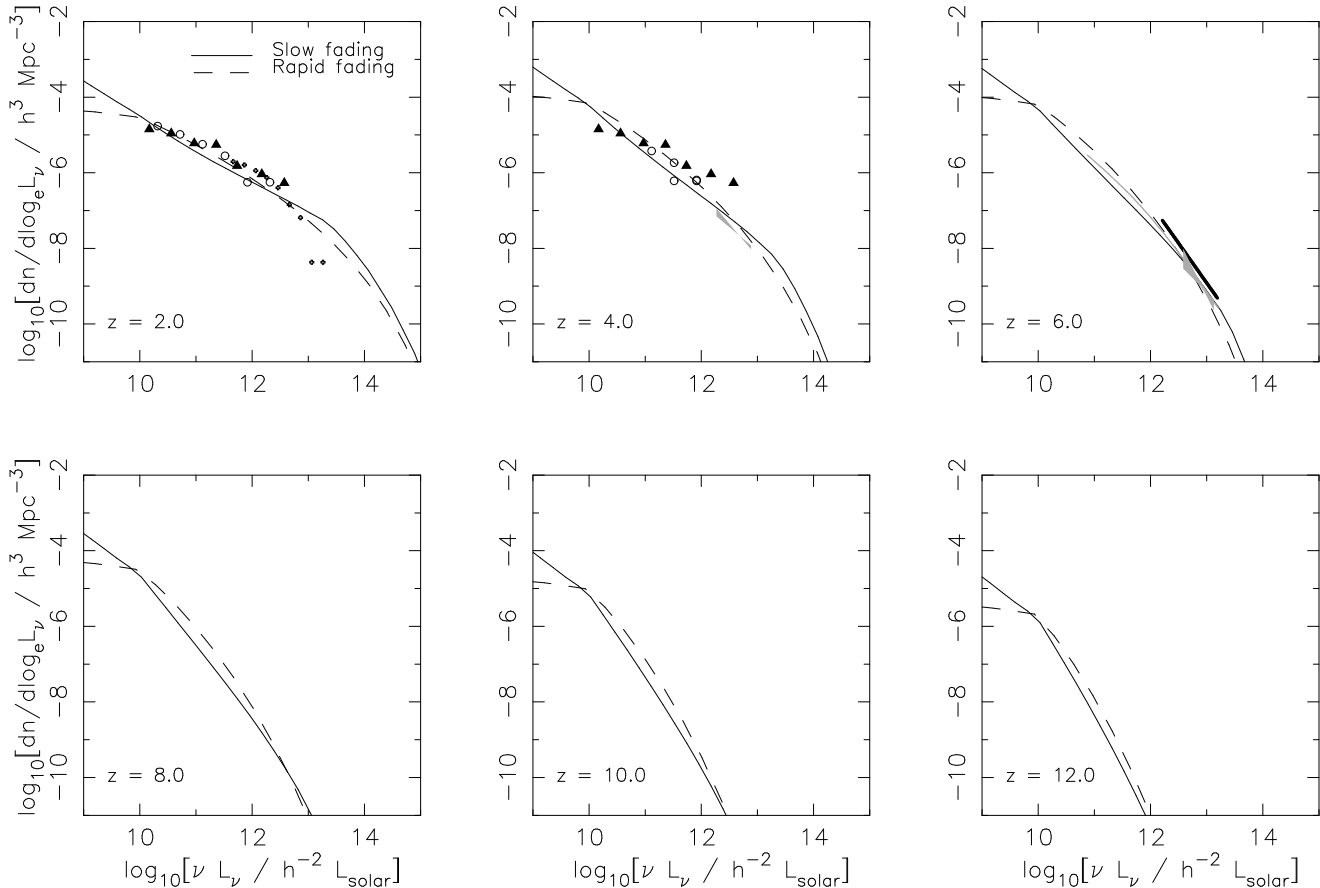 log10[dn/dlogeLν / h³ Mpc⁻³]
−2
−4
−6
−8
−10
Slow fading
Rapid fading
z = 2.0
10 12 14
−2
−4
−6
−8
−10
z = 4.0
10 12 14
−2
−4
−6
−8
−10
z = 6.0
10 12 14
log10[dn/dlogeLν / h³ Mpc⁻³]
−2
−4
−6
−8
−10
z = 8.0
10 12 14
log10[ν Lν / h⁻² Lsolar]
−2
−4
−6
−8
−10
z = 10.0
10 12 14
log10[ν Lν / h⁻² Lsolar]
−2
−4
−6
−8
−10
z = 12.0
10 12 14
log10[ν Lν / h⁻² Lsolar]